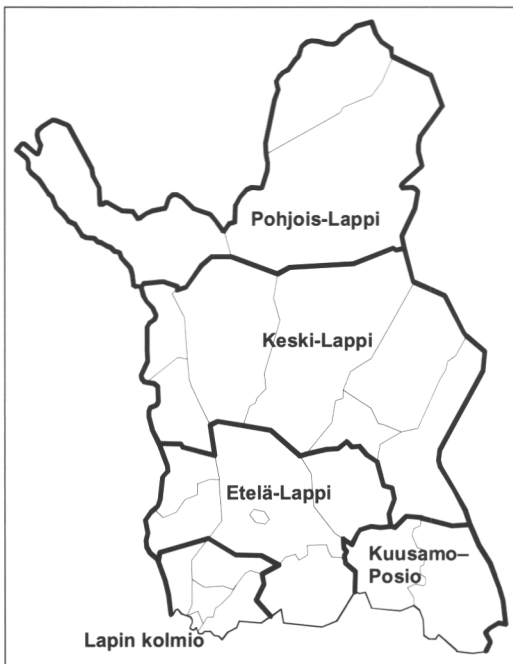 Pohjois-Lappi
Keski-Lappi
Etelä-Lappi
Kuusamo–
Posio
Lapin kolmio